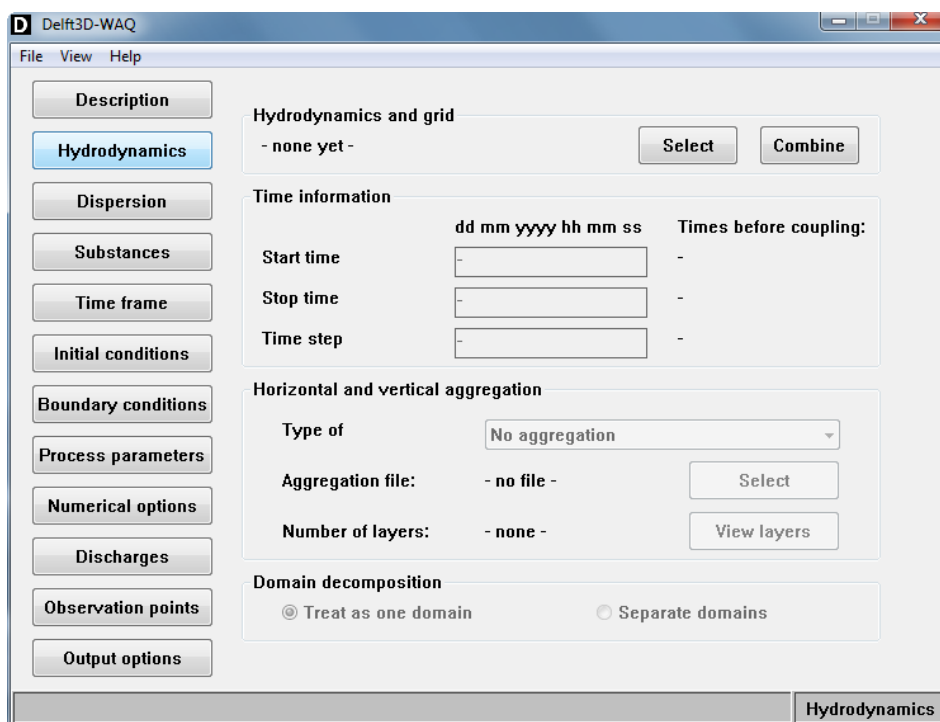 D Delft3D-WAQ
File View Help
Description
Hydrodynamics
Dispersion
Substances
Time frame
Initial conditions
Boundary conditions
Process parameters
Numerical options
Discharges
Observation points
Output options
Hydrodynamics and grid
- none yet -
Select
Combine
Time information
dd mm yyyy hh mm ss
Times before coupling:
Start time - -
Stop time - -
Time step - -
Horizontal and vertical aggregation
Type of No aggregation
Aggregation file: - no file - Select
Number of layers: - none - View layers
Domain decomposition
Treat as one domain Separate domains
Hydrodynamics